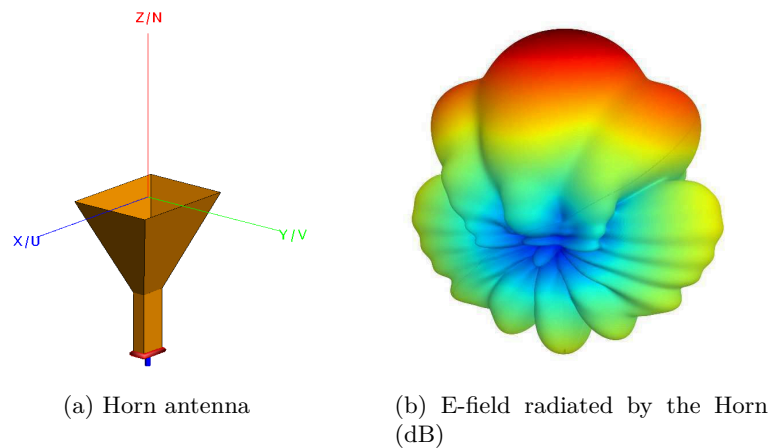 Z/N
X/U
Y/V
(a) Horn antenna
(b) E-field radiated by the Horn
(dB)